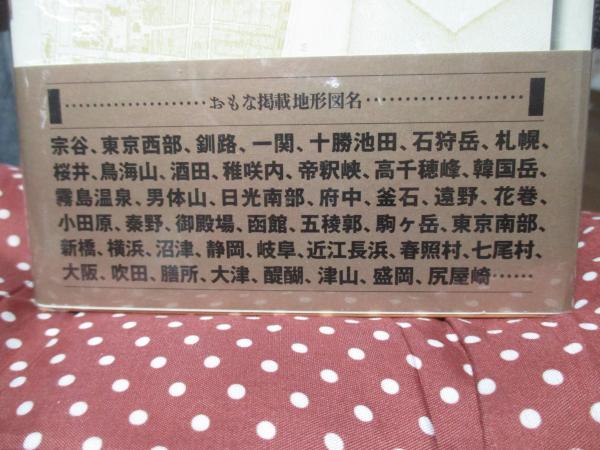 おもな掲載地形図名
宗谷、東京西部、釧路、一関、十勝池田、石狩岳、札幌、
桜井、鳥海山、酒田、稚咲内、帝釈峡、高千穂峰、韓国岳、
霧島温泉、男体山、日光南部、府中、釜石、遠野、花巻、
小田原、秦野、御殿場、函館、五稜郭、駒ヶ岳、東京南部、
新橋、横浜、沼津、静岡、岐阜、近江長浜、春照村、七尾村、
大阪、吹田、膳所、大津、醍醐、津山、盛岡、尻屋崎……